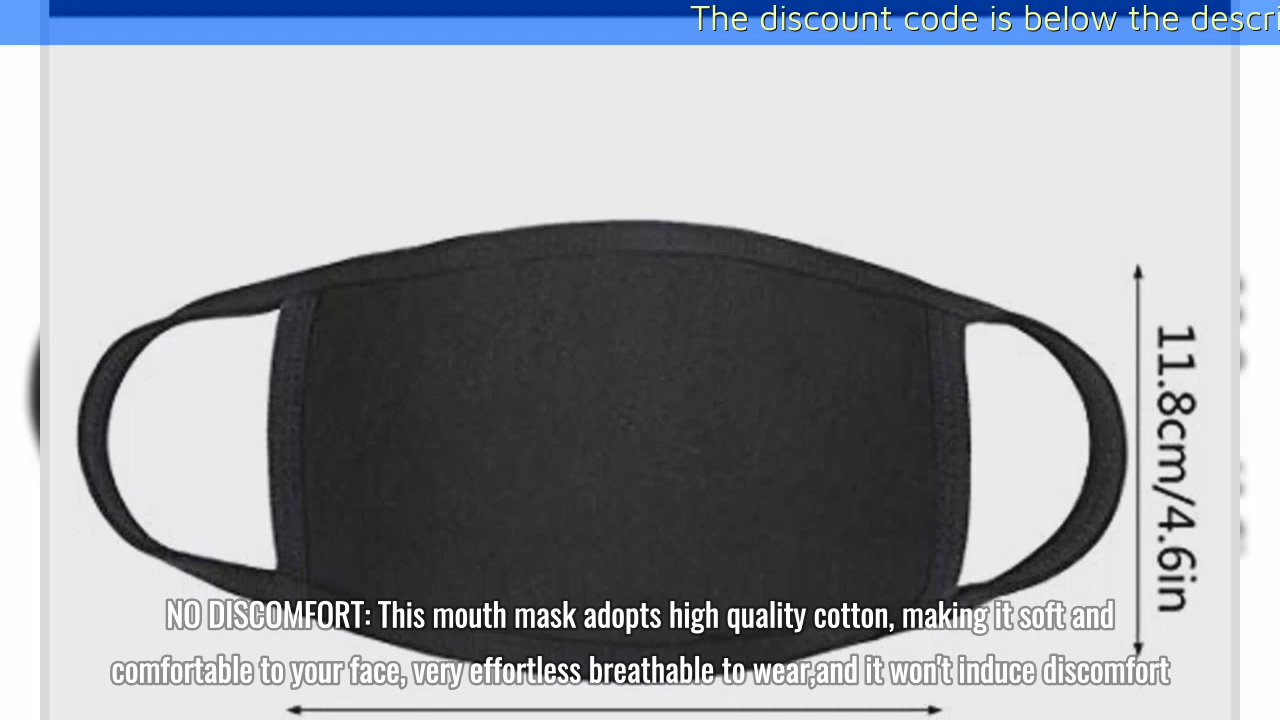 The discount code is below the descri
11.8cm/4.6in
NO DISCOMFORT: This mouth mask adopts high quality cotton, making it soft and
comfortable to your face, very effortless breathable to wear,and it won't induce discomfort